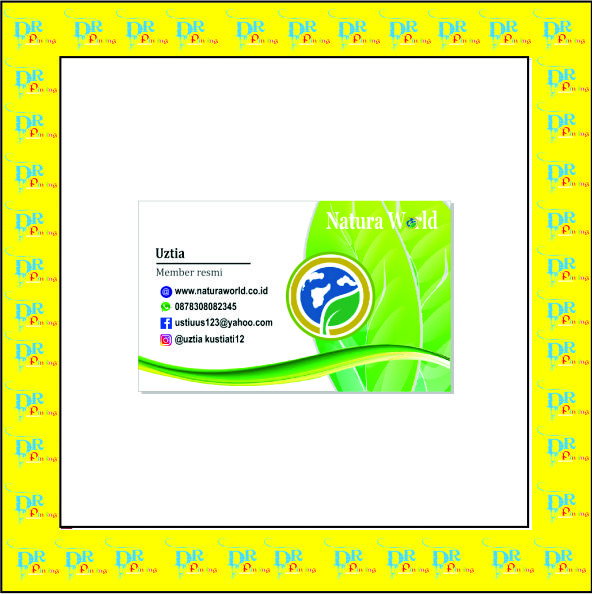 Natura World
Uztia
Member resmi
www.naturaworld.co.id
0878308082345
ustiuus123@yahoo.com
@uztia kustiati12